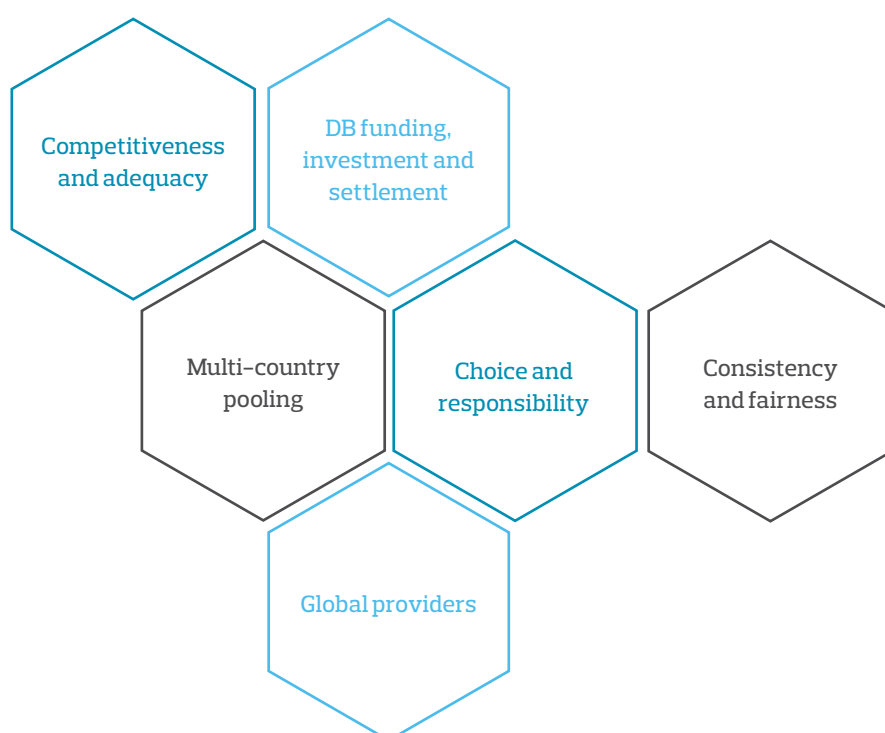 Competitiveness
and adequacy
DB funding,
investment and
settlement
Multi-country
pooling
Choice and
responsibility
Consistency
and fairness
Global providers